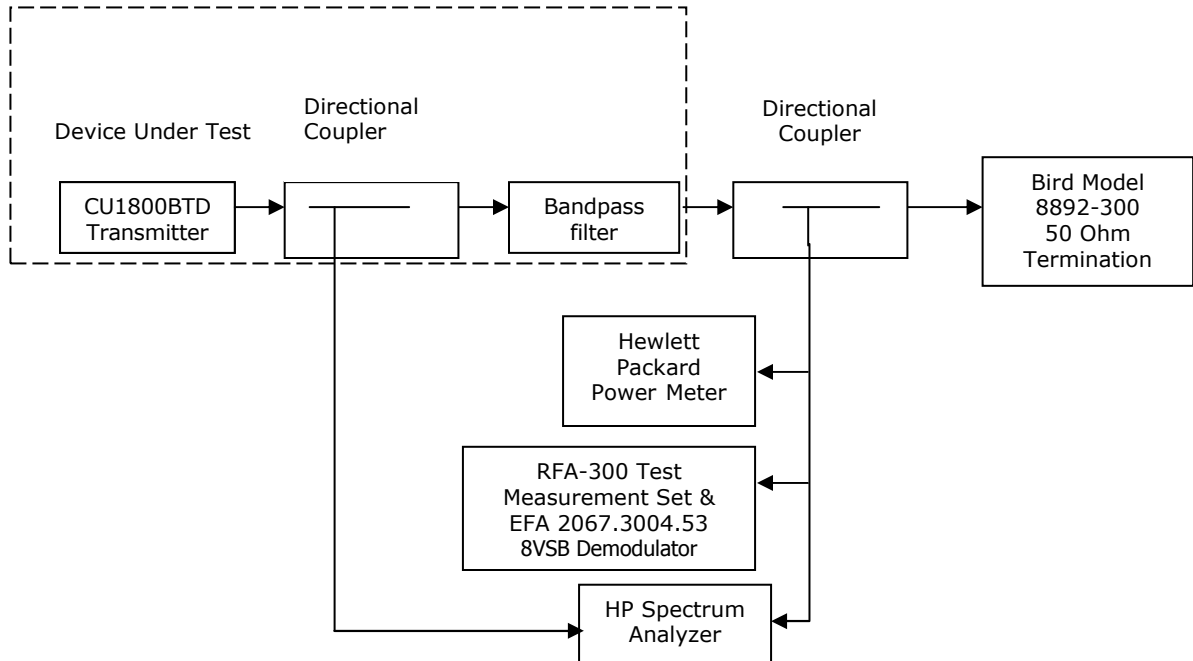 Device Under Test
Directional
Coupler
Directional
Coupler
CU1800BTD
Transmitter
Bandpass
filter
Bird Model
8892-300
50 Ohm
Termination
Hewlett
Packard
Power Meter
RFA-300 Test
Measurement Set &
EFA 2067.3004.53
8VSB Demodulator
HP Spectrum
Analyzer